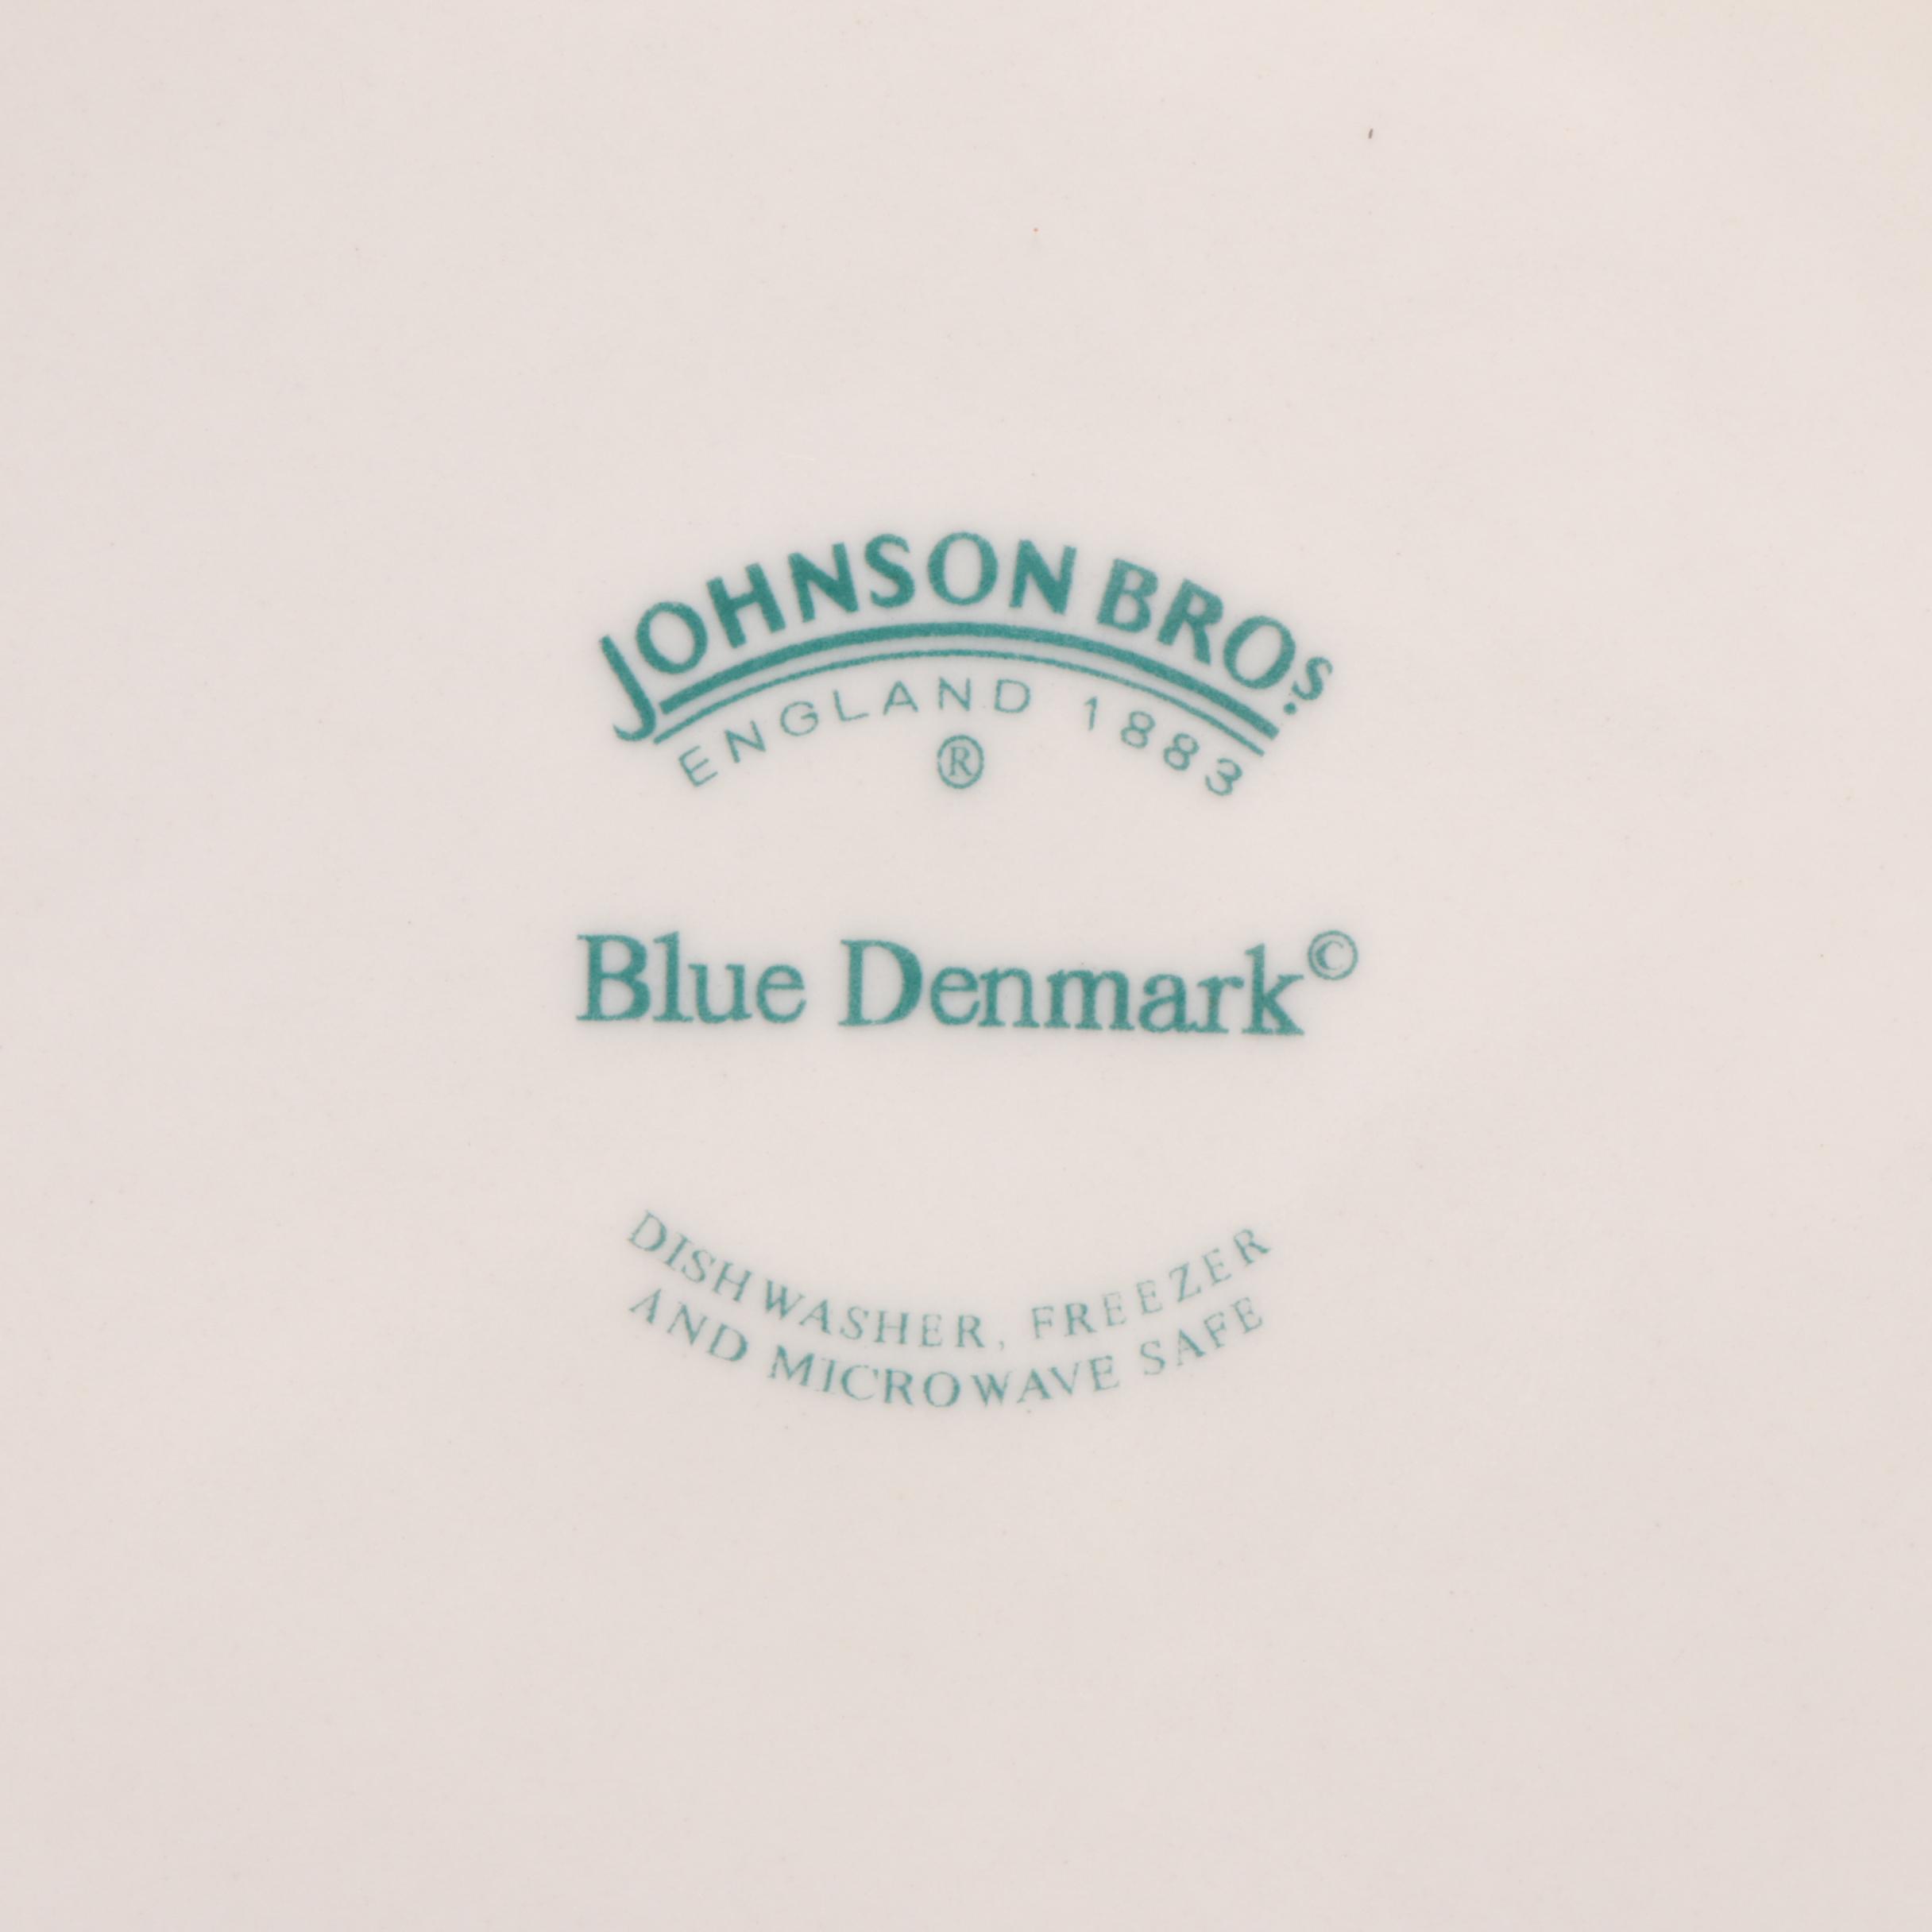 JOHNSON BROS.
ENGLAND 1883
®
Blue Denmark©
DISHWASHER, FREEZER
AND MICROWAVE SAFE